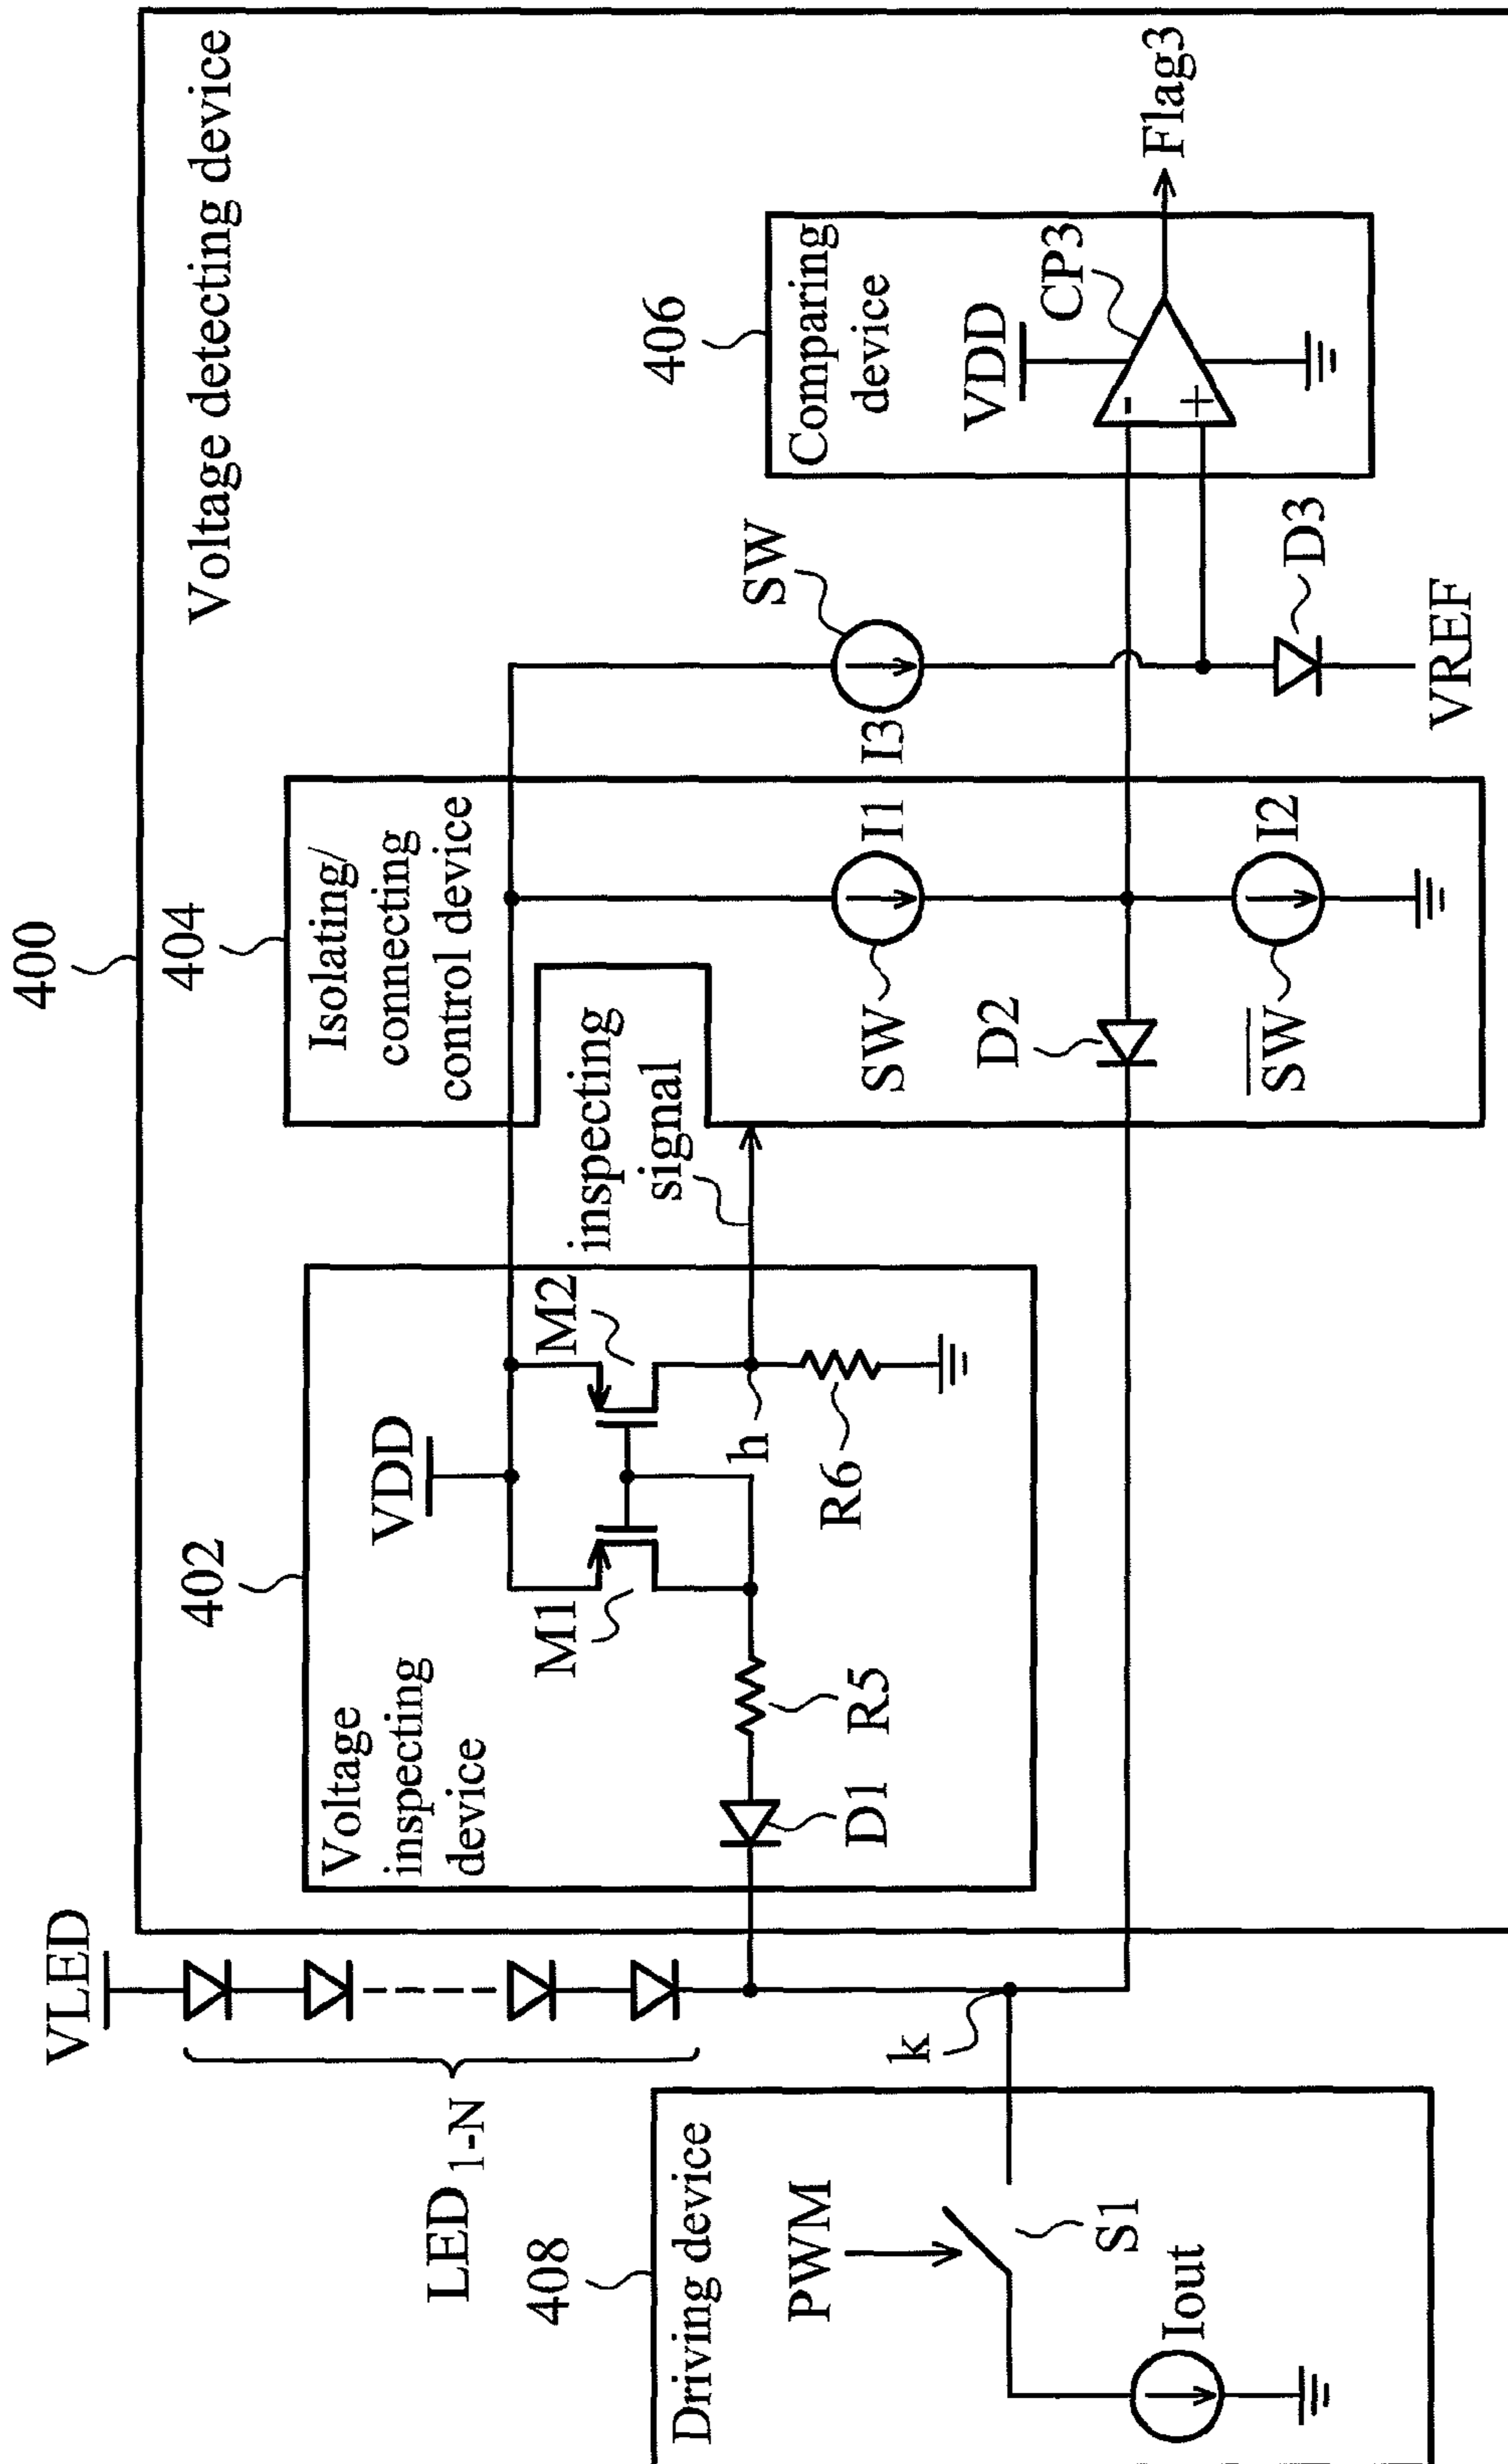 400
Voltage detecting device
VLED
LED 1-N
402
Voltage
inspecting
device
VDD
M1
M2
D1
R5
R6
h
inspecting
signal
404
Isolating/
connecting
control device
SW
I1
D2
SW
I2
SW
I3
D3
VREF
406
Comparing
device
VDD
CP3
-
+
Flag3
k
408
Driving device
PWM
S1
Iout